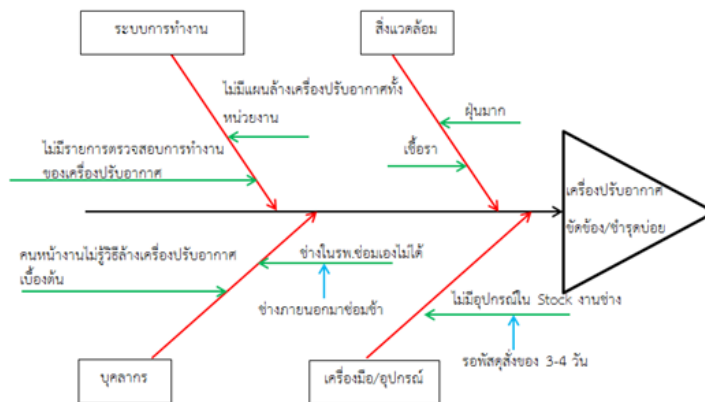 ระบบการทำงาน
สิ่งแวดล้อม
ไม่มีแผนล้างเครื่องปรับอากาศทั้ง
หน่วยงาน
ฝุ่นมาก
ไม่มีรายการตรวจสอบการทำงาน
ของเครื่องปรับอากาศ
เชื้อรา
เครื่องปรับอากาศ
ขัดข้อง/ชำรุดบ่อย
คนหน้างานไม่รู้วิธีล้างเครื่องปรับอากาศ
เบื้องต้น
ช่างในรพ.ซ่อมเองไม่ได้
ช่างภายนอกมาซ่อมช้า
ไม่มีอุปกรณ์ใน Stock งานช่าง
รอพัสดุสั่งของ 3-4 วัน
บุคลากร
เครื่องมือ/อุปกรณ์